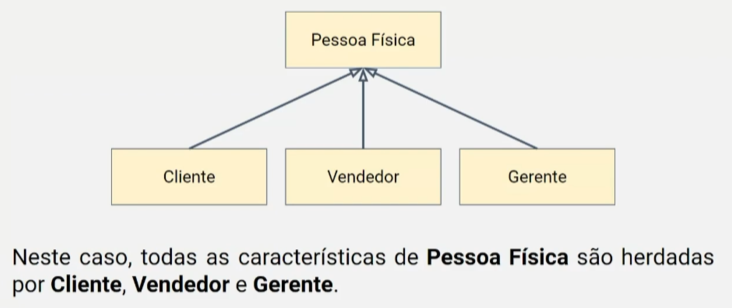 Pessoa Física
Cliente
Vendedor
Gerente
Neste caso, todas as características de Pessoa Física são herdadas
por Cliente, Vendedor e Gerente.